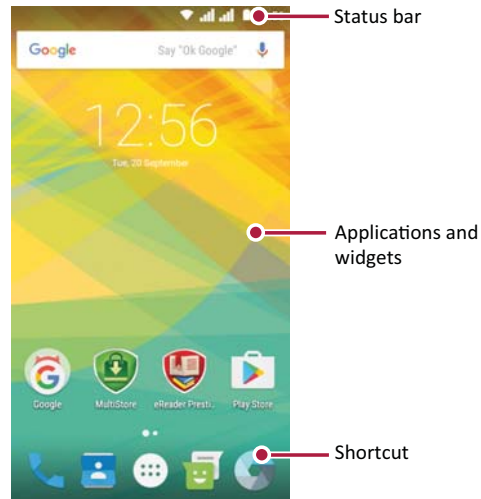 Status bar
Google Say "Ok Google"
12:56
Tue, 20 September
Applications and
widgets
Google MultiStore eReader Presti.. Play Store
Shortcut